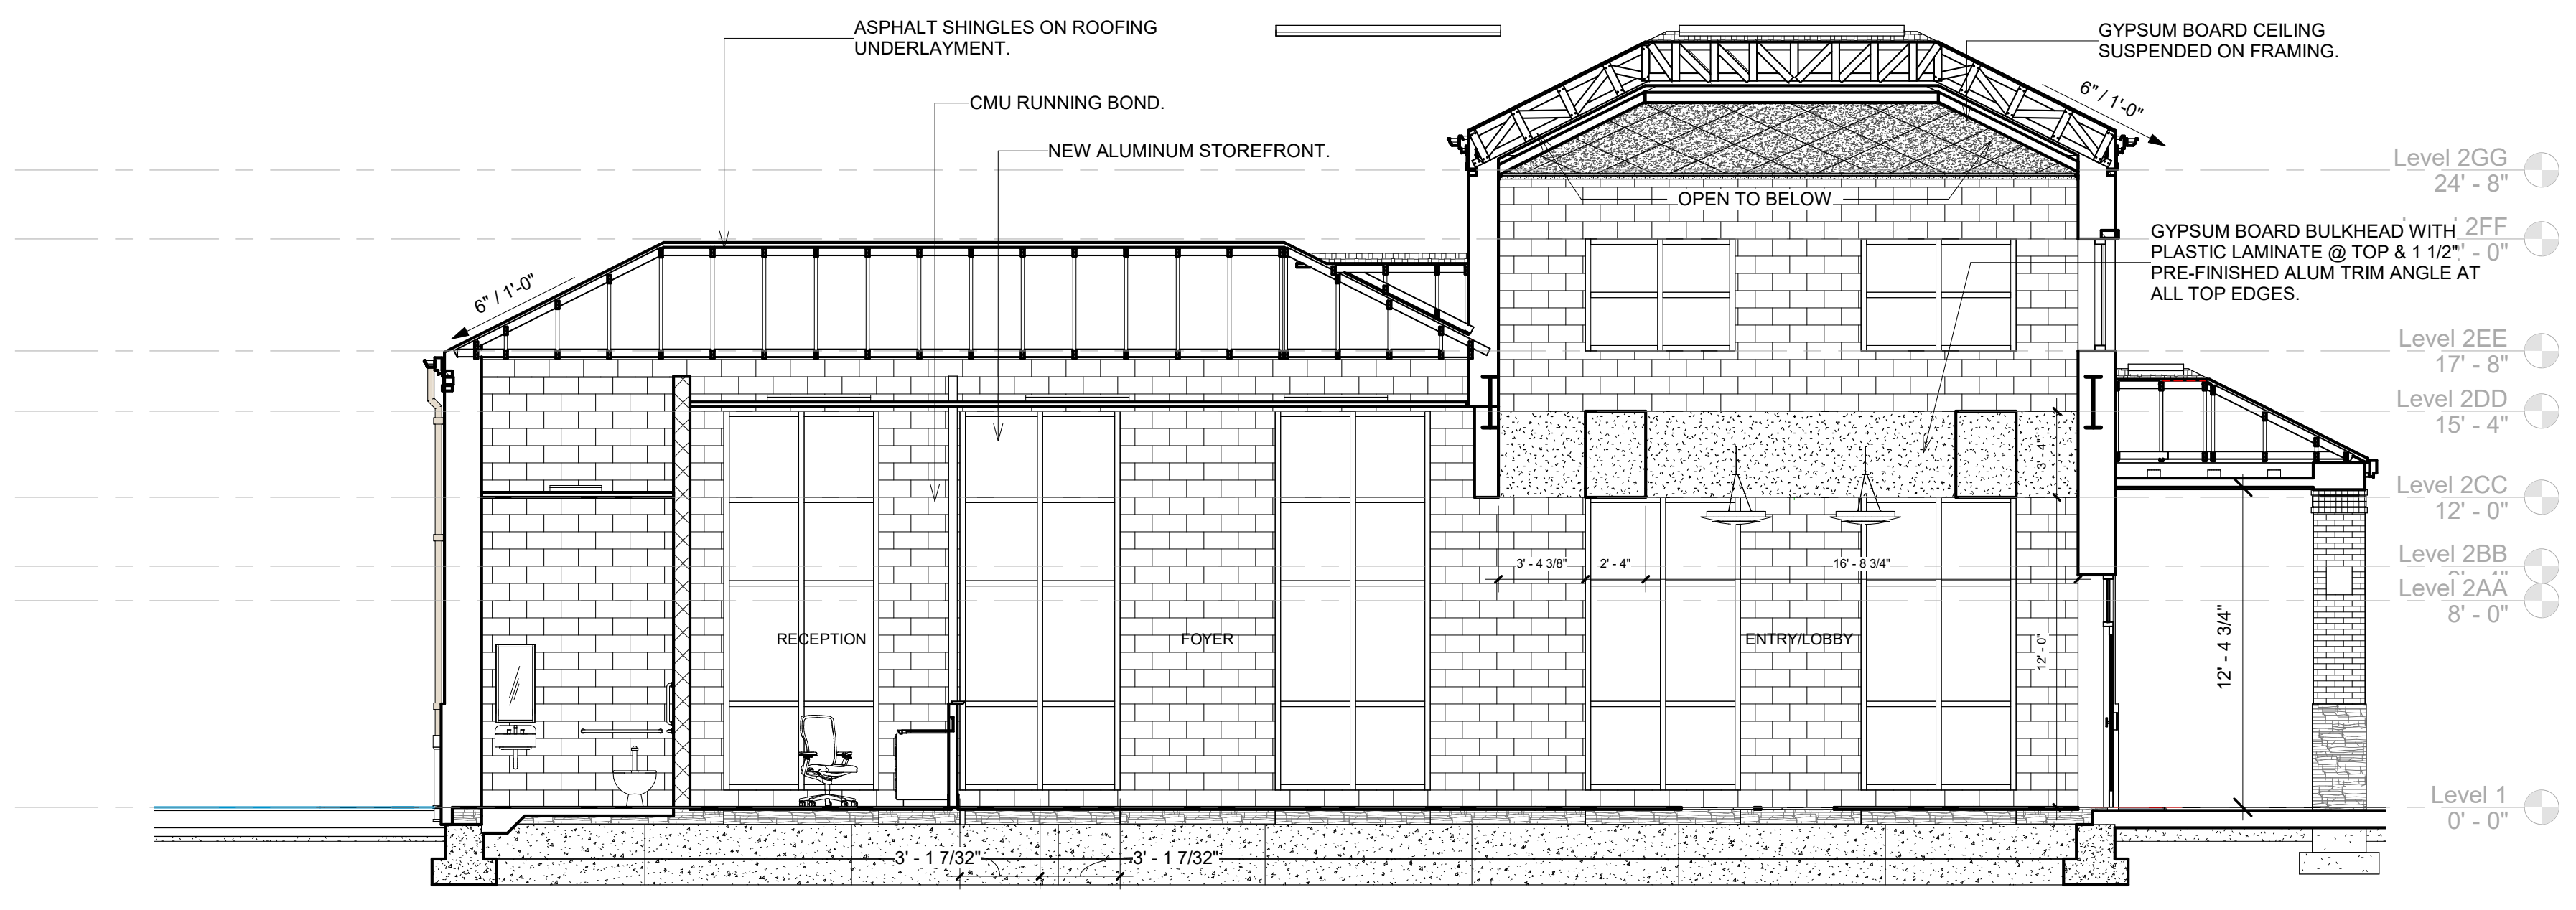 ASPHALT SHINGLES ON ROOFING
UNDERLAYMENT.
GYPSUM BOARD CEILING
SUSPENDED ON FRAMING.
CMU RUNNING BOND.
6" / 1'-0"
NEW ALUMINUM STOREFRONT.
Level 2GG
24' - 8"
OPEN TO BELOW
GYPSUM BOARD BULKHEAD WITH
PLASTIC LAMINATE @ TOP & 1 1/2"
PRE-FINISHED ALUM TRIM ANGLE AT
ALL TOP EDGES.
2FF
- 0"
6" / 1'-0"
Level 2EE
17' - 8"
Level 2DD
15' - 4"
3' - 4"
Level 2CC
12' - 0"
3' - 4 3/8"
2' - 4"
16' - 8 3/4"
Level 2BB
Level 2AA
8' - 0"
RECEPTION
FOYER
ENTRY/LOBBY
12' - 0"
12' - 4 3/4"
Level 1
0' - 0"
3' - 1 7/32"
3' - 1 7/32"